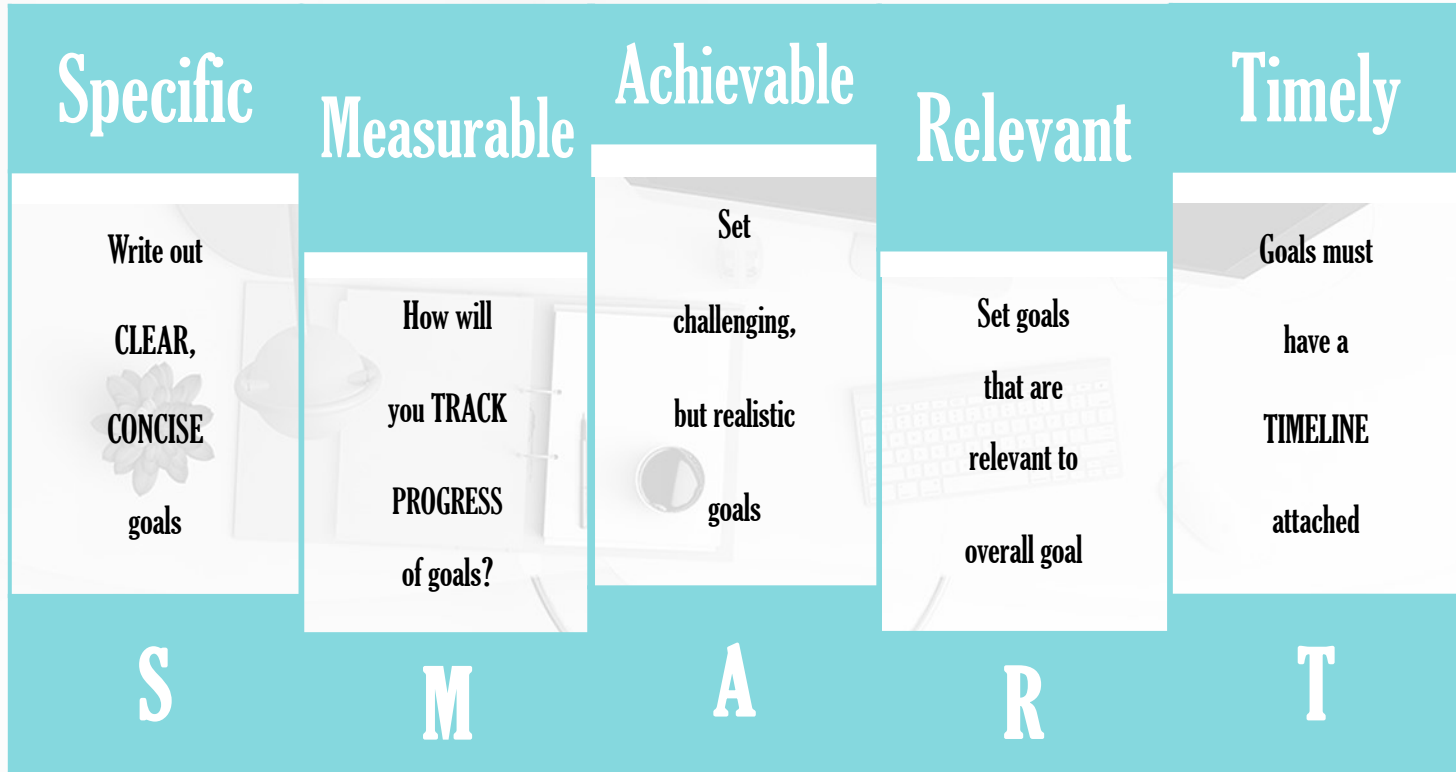 Specific
Write out
CLEAR,
CONCISE
goals
S
Measurable
How will
you TRACK
PROGRESS
of goals?
M
Achievable
Set
challenging,
but realistic
goals
A
Relevant
Set goals
that are
relevant to
overall goal
R
Timely
Goals must
have a
TIMELINE
attached
T